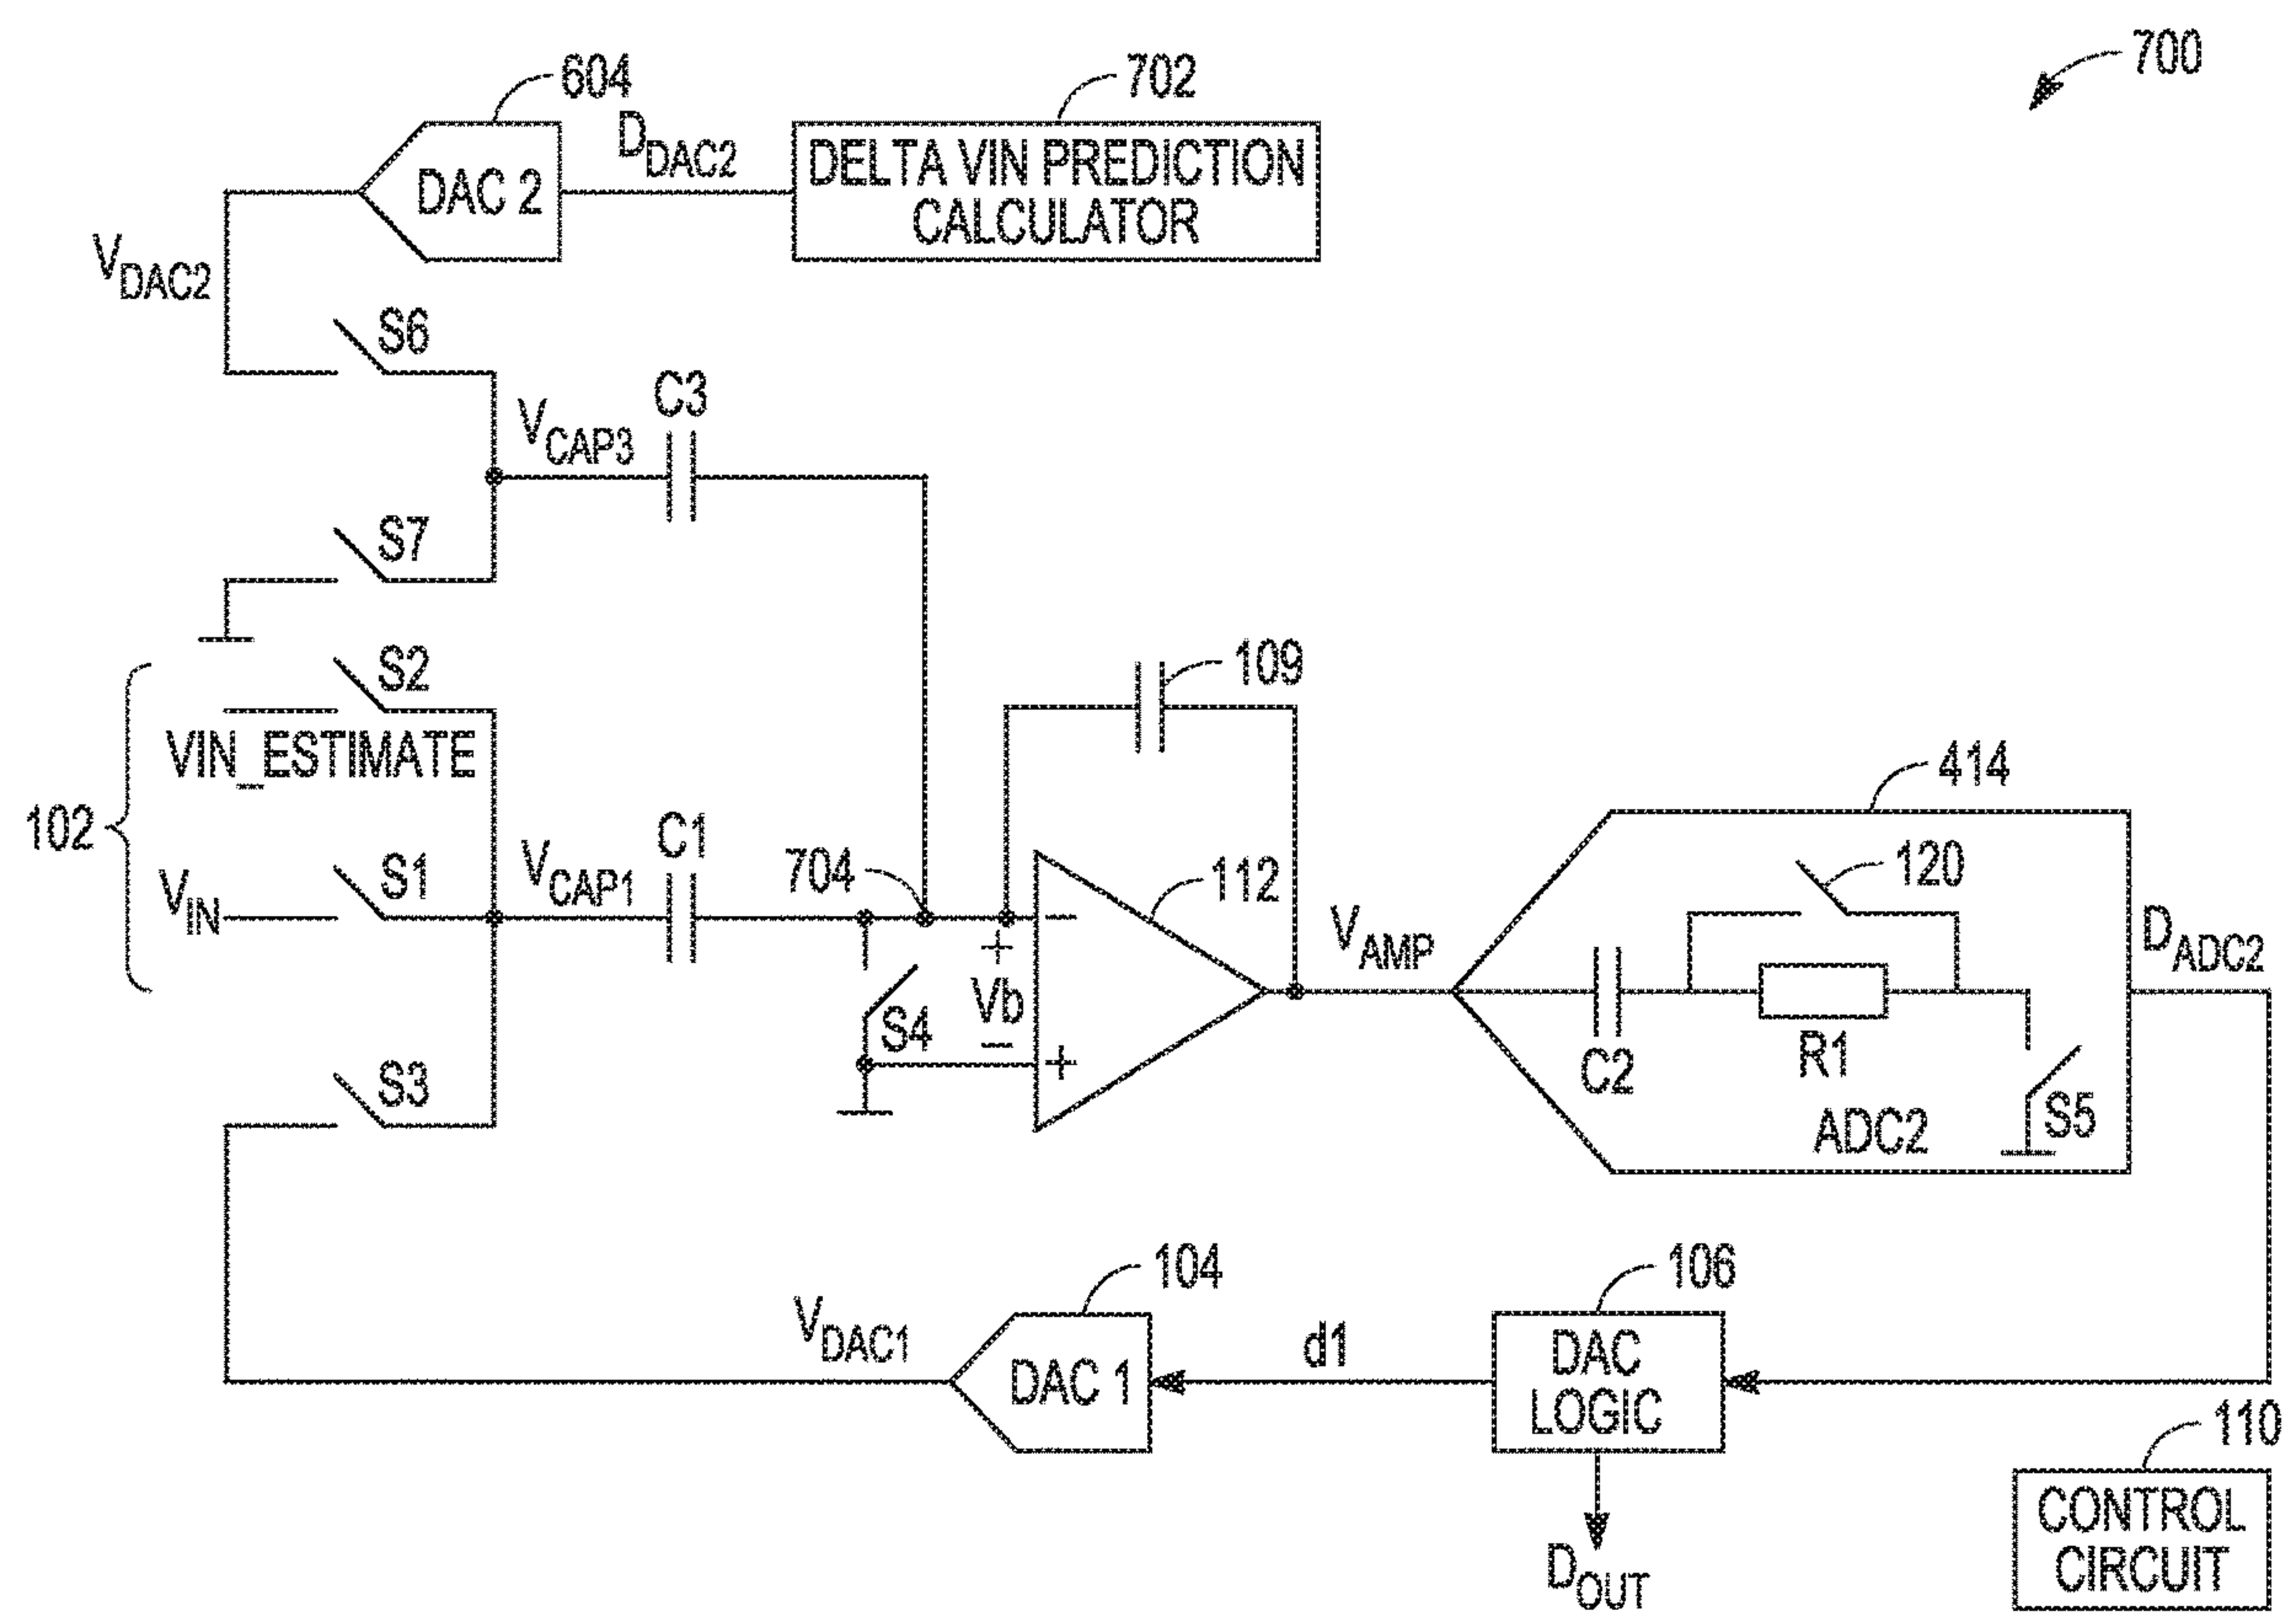 700
604
702
DAC 2
D_DAC2
DELTA VIN PREDICTION
CALCULATOR
V_DAC2
S6
V_CAP3
C3
S7
S2
VIN_ESTIMATE
102
V_IN
S1
V_CAP1
C1
704
109
112
S3
S4
+
Vb
−
−
+
V_AMP
414
120
C2
R1
S5
ADC2
D_ADC2
V_DAC1
104
DAC 1
d1
106
DAC
LOGIC
D_OUT
110
CONTROL
CIRCUIT